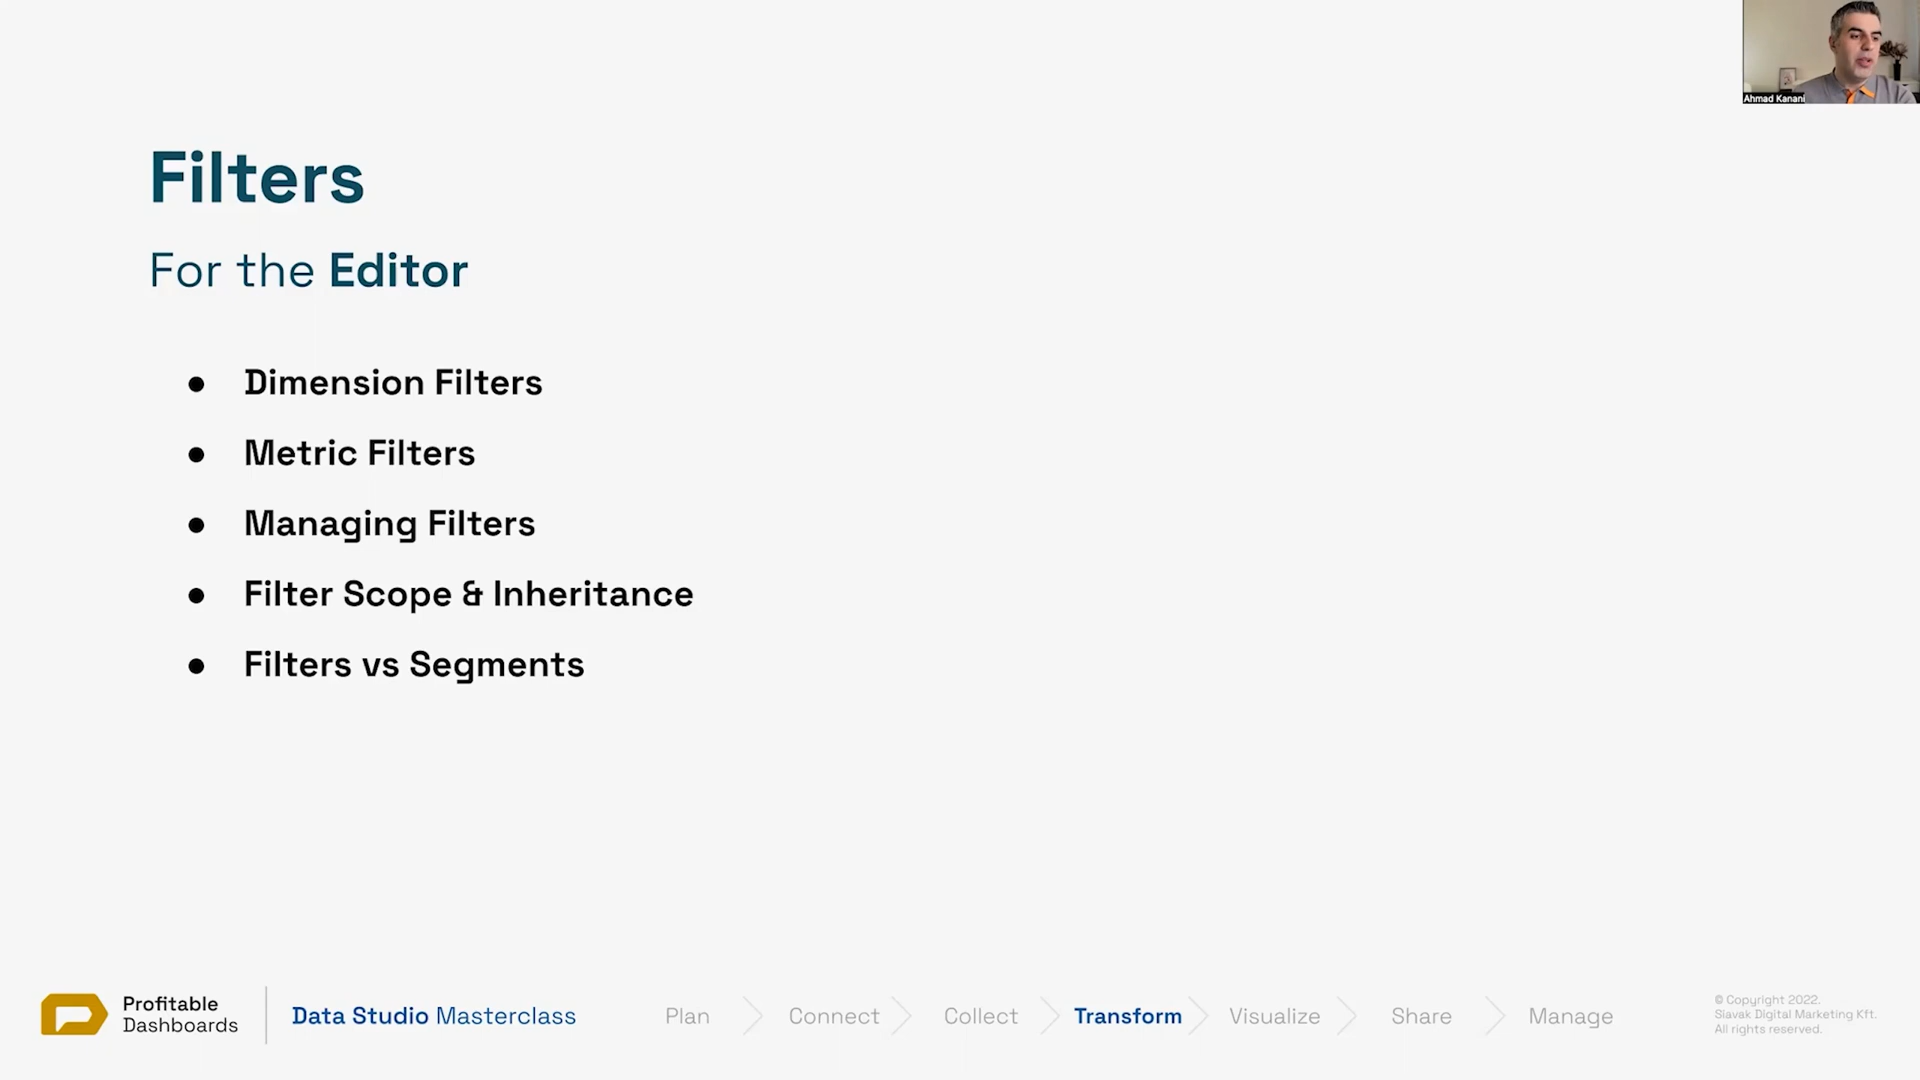 Ahmad Kanani
Filters
For the Editor
● Dimension Filters
● Metric Filters
● Managing Filters
● Filter Scope & Inheritance
● Filters vs Segments
Profitable
Dashboards
Data Studio Masterclass
Plan
Connect
Collect
Transform
Visualize
Share
Manage
© Copyright 2022.
Slavak Digital Marketing Kft.
All rights reserved.